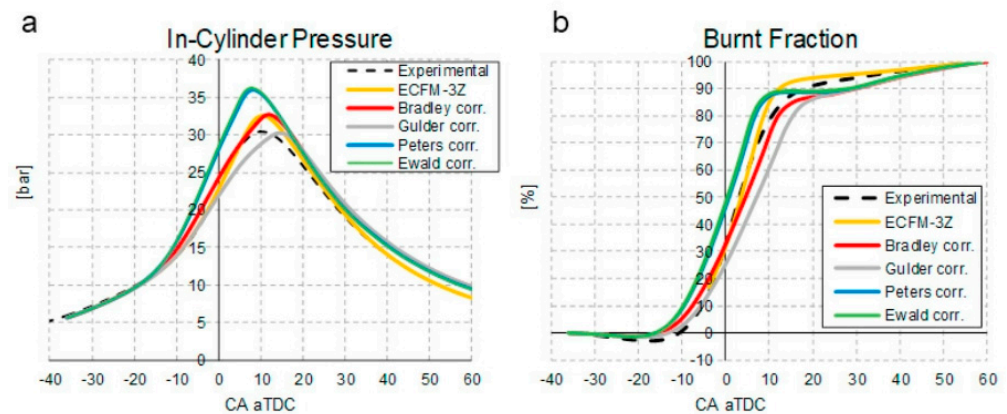 a
In-Cylinder Pressure
[bar]
40
35
30
25
20
15
10
5
0
-40 -30 -20 -10 0 10 20 30 40 50 60
CA aTDC
Experimental
ECFM-3Z
Bradley corr.
Gulder corr.
Peters corr.
Ewald corr.
b
Burnt Fraction
[%]
100
90
80
70
60
50
40
30
20
10
0
-10
-40 -30 -20 -10 0 10 20 30 40 50 60
CA aTDC
Experimental
ECFM-3Z
Bradley corr.
Gulder corr.
Peters corr.
Ewald corr.